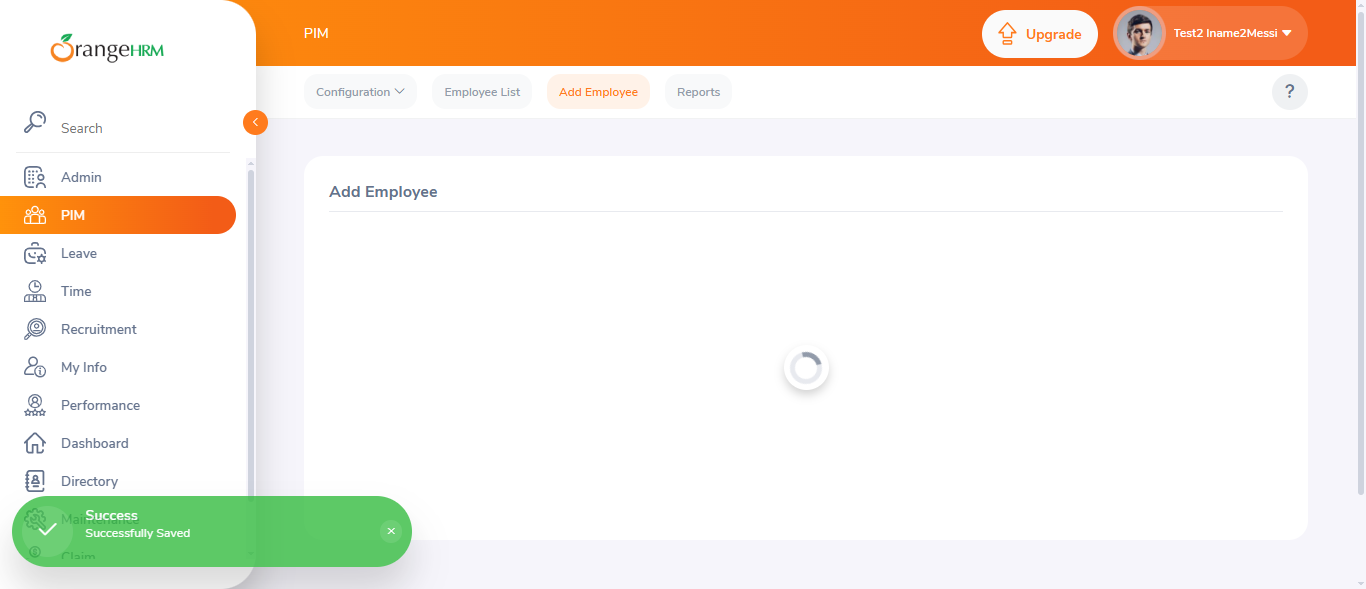 OrangeHRM
PIM
Upgrade
Test2 lname2Messi
Configuration
Employee List
Add Employee
Reports
?
Search
Admin
PIM
Leave
Time
Recruitment
My Info
Performance
Dashboard
Directory
Maintenance
Claim
Add Employee
Success
Successfully Saved